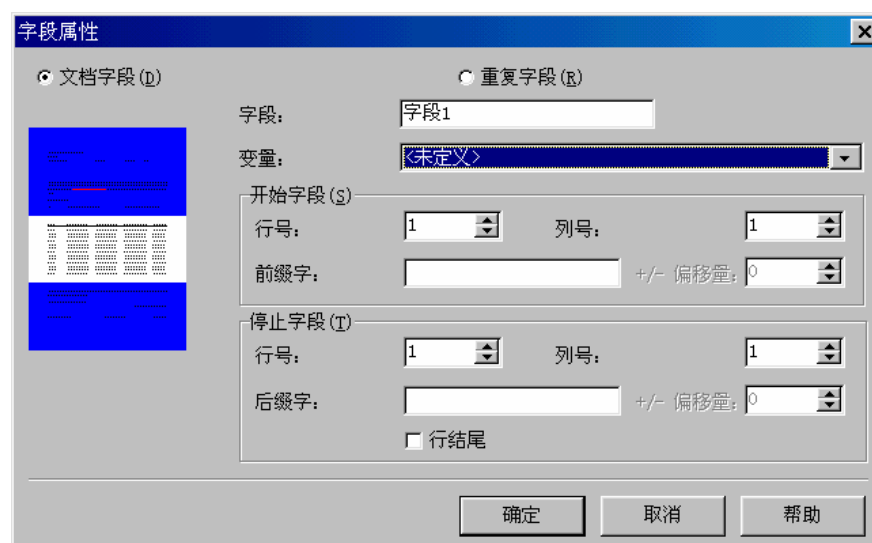 字段属性
文档字段(D) 重复字段(R)
字段: 字段1
变量: <未定义>
开始字段(S)
行号: 1 列号: 1
前缀字: +/- 偏移量: 0
停止字段(T)
行号: 1 列号: 1
后缀字: +/- 偏移量: 0
行结尾
确定 取消 帮助